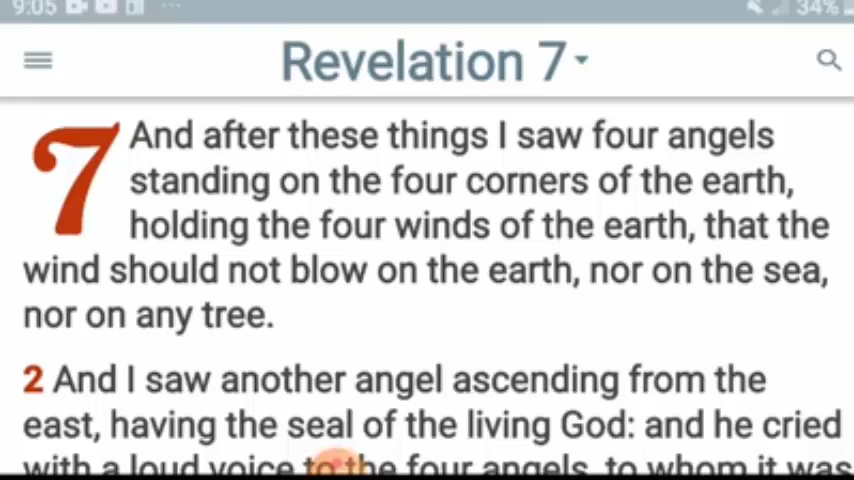 9:05 34%
Revelation 7
7 And after these things I saw four angels
standing on the four corners of the earth,
holding the four winds of the earth, that the
wind should not blow on the earth, nor on the sea,
nor on any tree.
2 And I saw another angel ascending from the
east, having the seal of the living God: and he cried
with a loud voice to the four angels, to whom it was